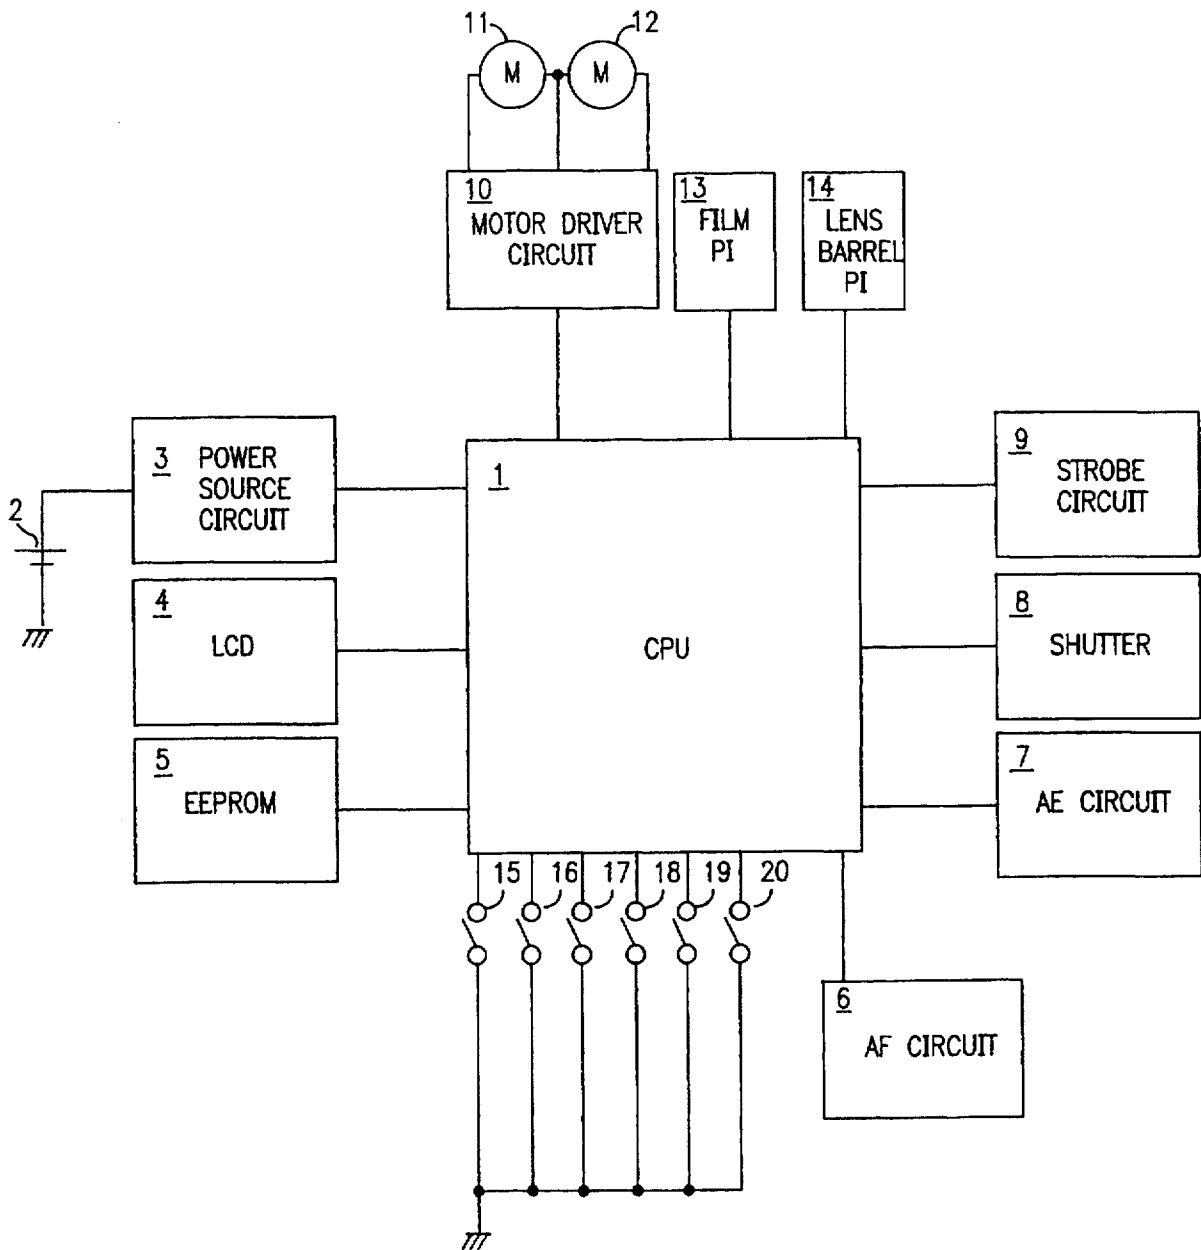 11
12
M
M
10
MOTOR DRIVER
CIRCUIT
13
FILM
PI
14
LENS
BARREL
PI
3
POWER
SOURCE
CIRCUIT
2
1
CPU
9
STROBE
CIRCUIT
4
LCD
8
SHUTTER
5
EEPROM
7
AE CIRCUIT
15
16
17
18
19
20
6
AF CIRCUIT